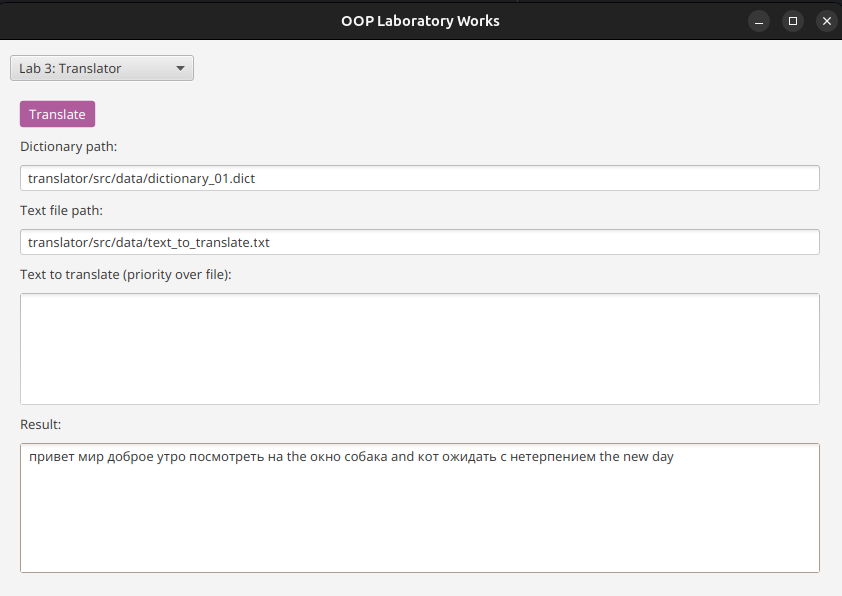 OOP Laboratory Works
Lab 3: Translator
Translate
Dictionary path:
translator/src/data/dictionary_01.dict
Text file path:
translator/src/data/text_to_translate.txt
Text to translate (priority over file):
Result:
привет мир доброе утро посмотреть на the окно собака and кот ожидать с нетерпением the new day